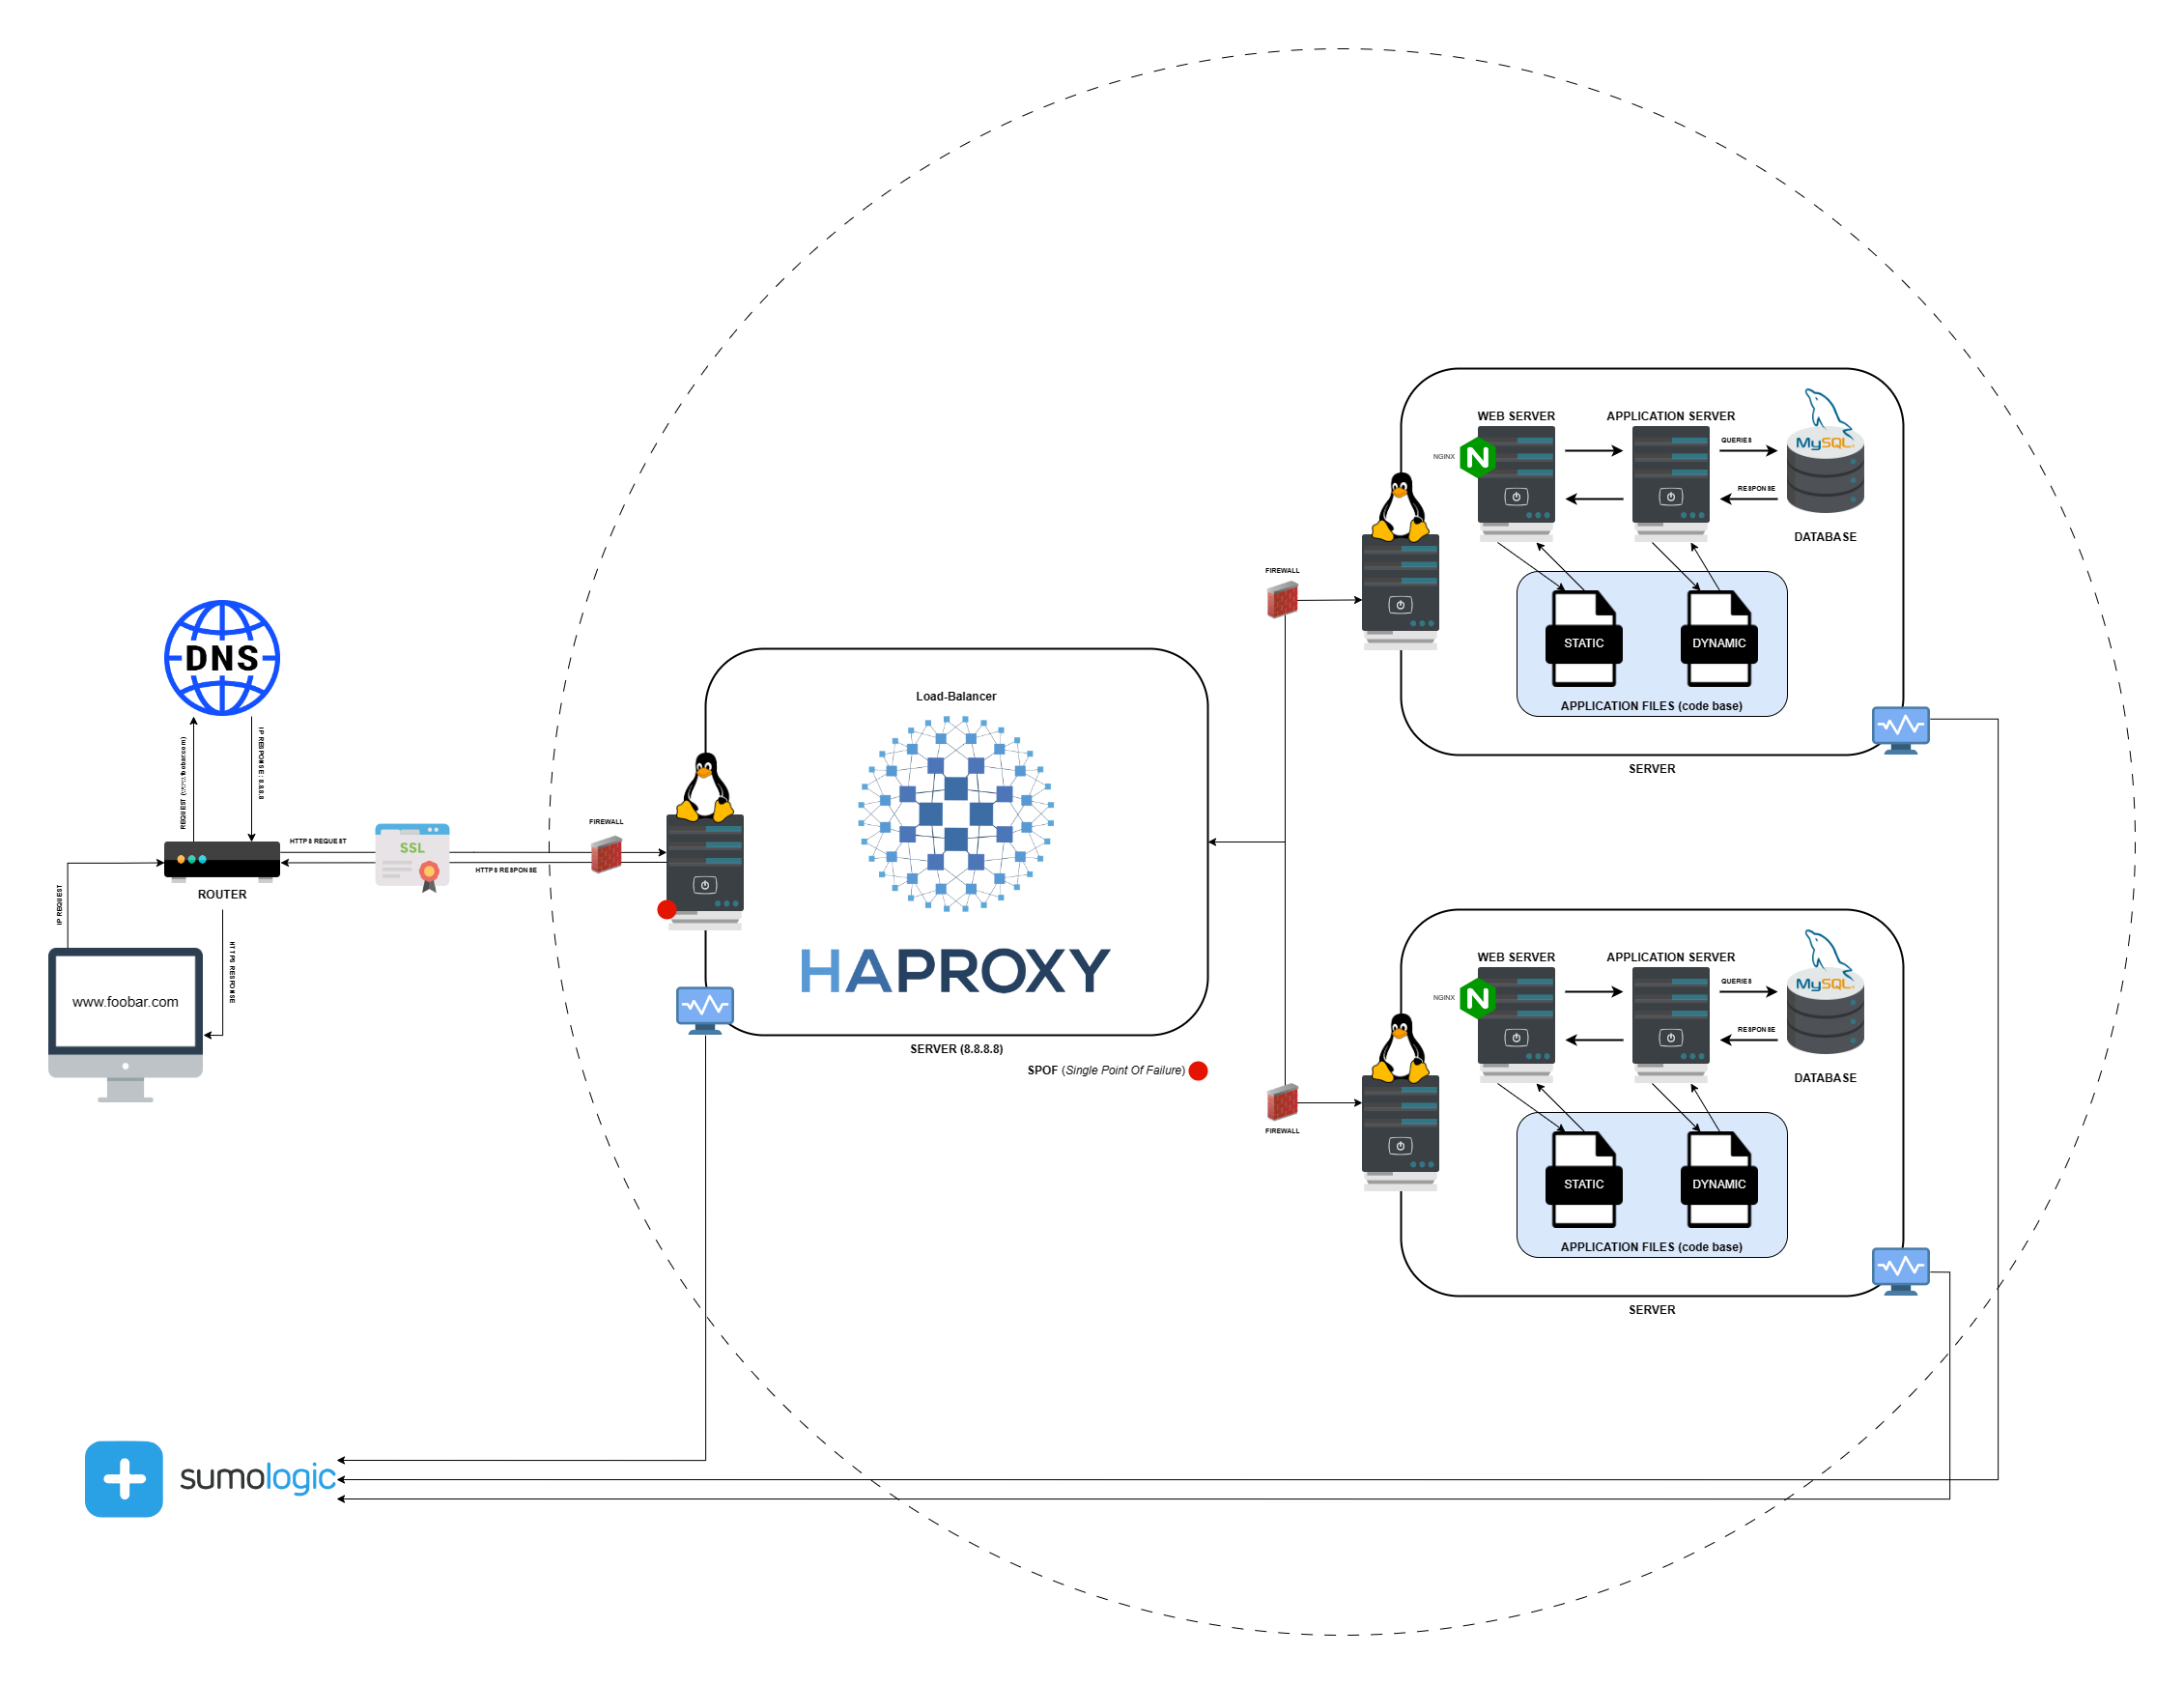 DNS
REQUEST (www.foobar.com)
IP RESPONSE : 8.8.8.8
ROUTER
IP REQUEST
HTTPS RESPONSE
www.foobar.com
HTTPS REQUEST
SSL
HTTPS RESPONSE
FIREWALL
Load-Balancer
HAPROXY
SERVER (8.8.8.8)
SPOF (Single Point Of Failure)
FIREWALL
FIREWALL
WEB SERVER
APPLICATION SERVER
NGINX
QUERIES
MySQL
RESPONSE
DATABASE
STATIC
DYNAMIC
APPLICATION FILES (code base)
SERVER
WEB SERVER
APPLICATION SERVER
NGINX
QUERIES
MySQL
RESPONSE
DATABASE
STATIC
DYNAMIC
APPLICATION FILES (code base)
SERVER
sumologic